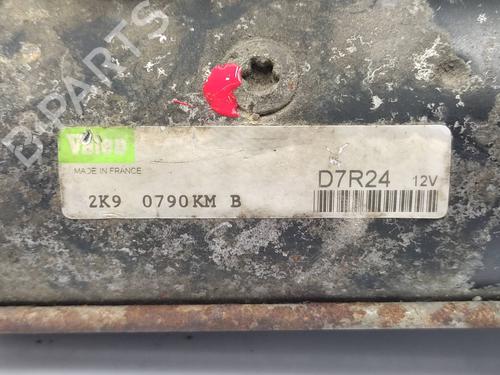 B-PARTS
Valeo
MADE IN FRANCE
D7R24 12V
2K9 0790KM B